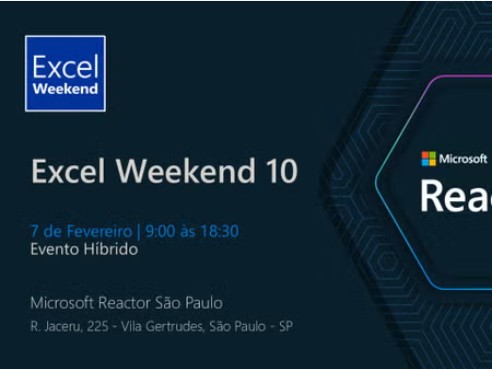 Excel
Weekend
Excel Weekend 10
7 de Fevereiro | 9:00 às 18:30
Evento Híbrido
Microsoft Reactor São Paulo
R. Jaceru, 225 - Vila Gertrudes, São Paulo - SP
Microsoft
Rea